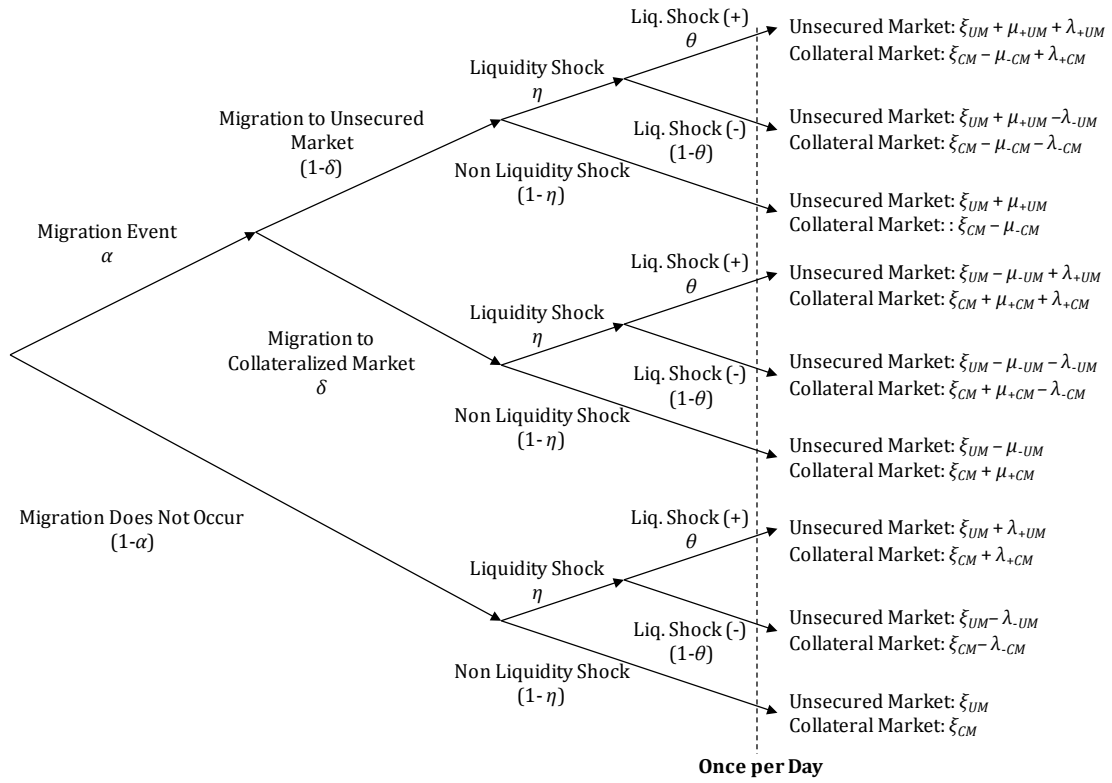 Liq. Shock (+)
θ
Unsecured Market: ξUM + μ+UM + λ+UM
Collateral Market: ξCM − μ-CM + λ+CM
Liquidity Shock
η
Migration to Unsecured
Market
(1-δ)
Liq. Shock (-)
(1-θ)
Unsecured Market: ξUM + μ+UM −λ-UM
Collateral Market: ξCM − μ-CM − λ-CM
Non Liquidity Shock
(1- η)
Unsecured Market: ξUM + μ+UM
Collateral Market: : ξCM − μ-CM
Migration Event
α
Liq. Shock (+)
θ
Unsecured Market: ξUM − μ-UM + λ+UM
Collateral Market: ξCM + μ+CM + λ+CM
Liquidity Shock
η
Migration to
Collateralized Market
δ
Liq. Shock (-)
(1-θ)
Unsecured Market: ξUM − μ-UM − λ-UM
Collateral Market: ξCM + μ+CM − λ-CM
Non Liquidity Shock
(1- η)
Unsecured Market: ξUM − μ-UM
Collateral Market: ξCM + μ+CM
Migration Does Not Occur
(1-α)
Liq. Shock (+)
θ
Unsecured Market: ξUM + λ+UM
Collateral Market: ξCM + λ+CM
Liquidity Shock
η
Liq. Shock (-)
(1-θ)
Unsecured Market: ξUM− λ-UM
Collateral Market: ξCM− λ-CM
Non Liquidity Shock
(1- η)
Unsecured Market: ξUM
Collateral Market: ξCM
Once per Day